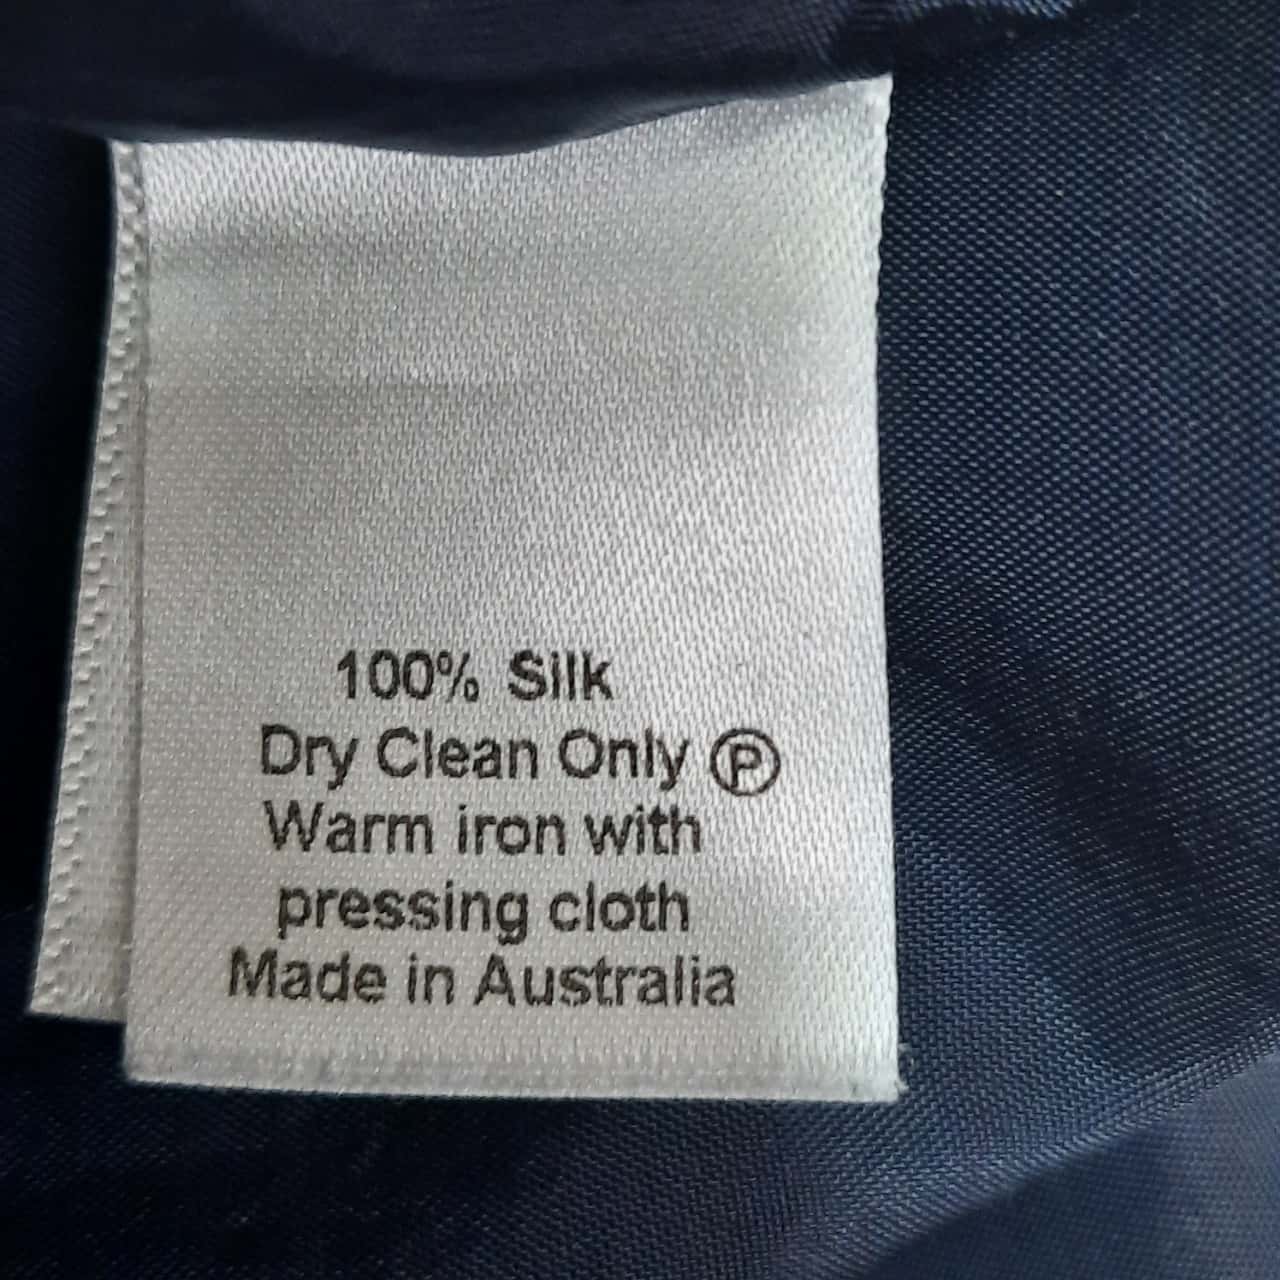 100% Silk
Dry Clean Only Ⓟ
Warm iron with
pressing cloth
Made in Australia